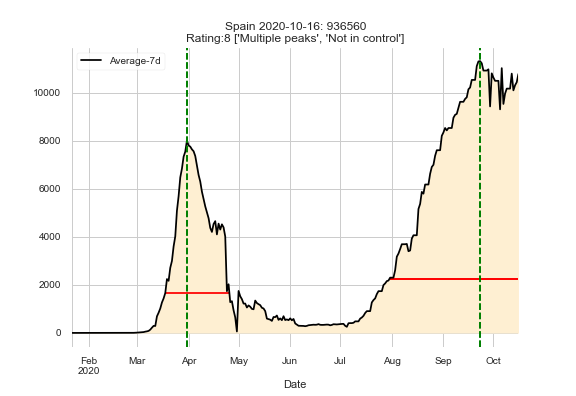 Spain 2020-10-16: 936560
Rating:8 ['Multiple peaks', 'Not in control']
Average-7d
10000
8000
6000
4000
2000
0
Feb Mar Apr May Jun Jul Aug Sep Oct
2020
Date